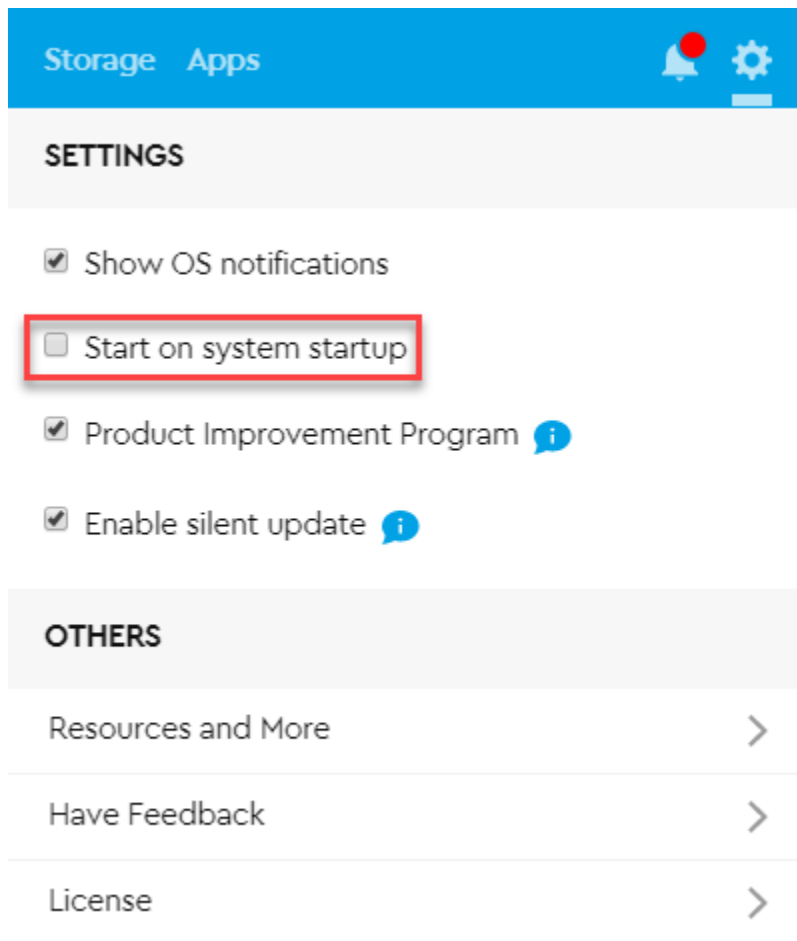 Storage Apps
SETTINGS
Show OS notifications
Start on system startup
Product Improvement Program
Enable silent update
OTHERS
Resources and More
Have Feedback
License